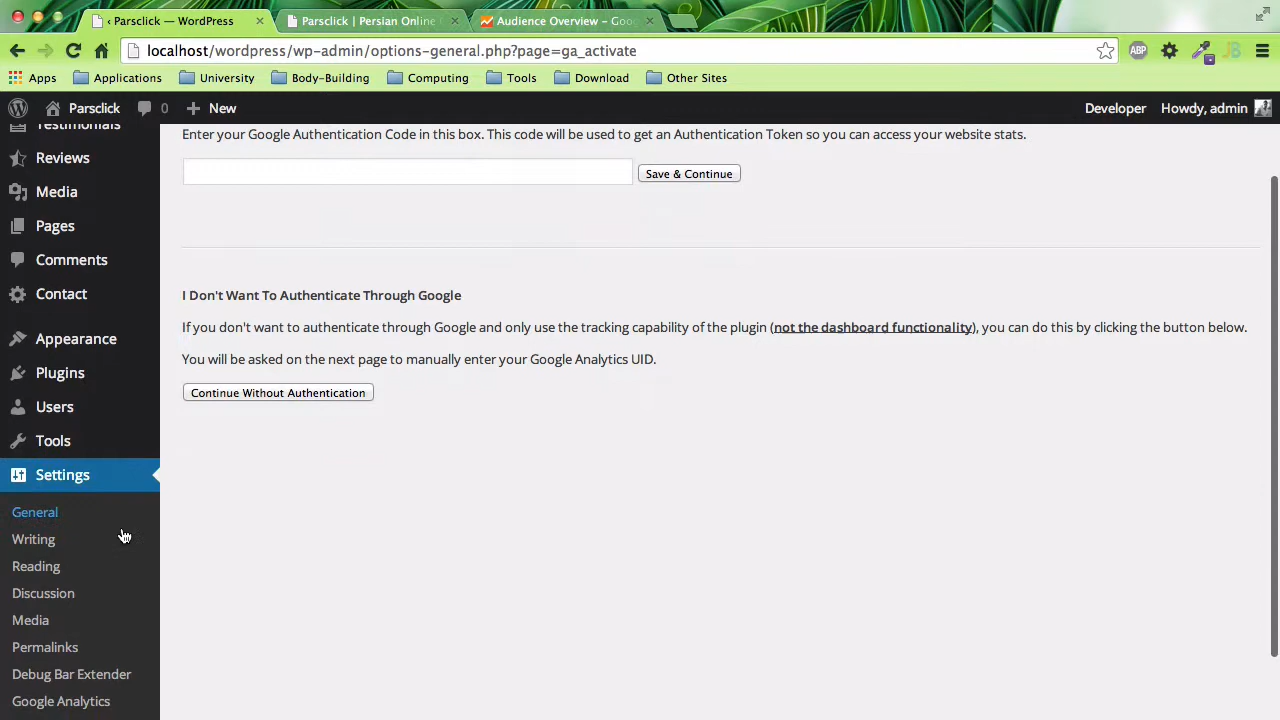 ‹ Parsclick — WordPress
Parsclick | Persian Online
Audience Overview – Goo
localhost/wordpress/wp-admin/options-general.php?page=ga_activate
ABP
JB
Apps
Applications
University
Body-Building
Computing
Tools
Download
Other Sites
Parsclick
0
New
Developer
Howdy, admin
Testimonials
Reviews
Media
Pages
Comments
Contact
Appearance
Plugins
Users
Tools
Settings
General
Writing
Reading
Discussion
Media
Permalinks
Debug Bar Extender
Google Analytics
Enter your Google Authentication Code in this box. This code will be used to get an Authentication Token so you can access your website stats.
Save & Continue
I Don't Want To Authenticate Through Google
If you don't want to authenticate through Google and only use the tracking capability of the plugin (not the dashboard functionality), you can do this by clicking the button below.
You will be asked on the next page to manually enter your Google Analytics UID.
Continue Without Authentication